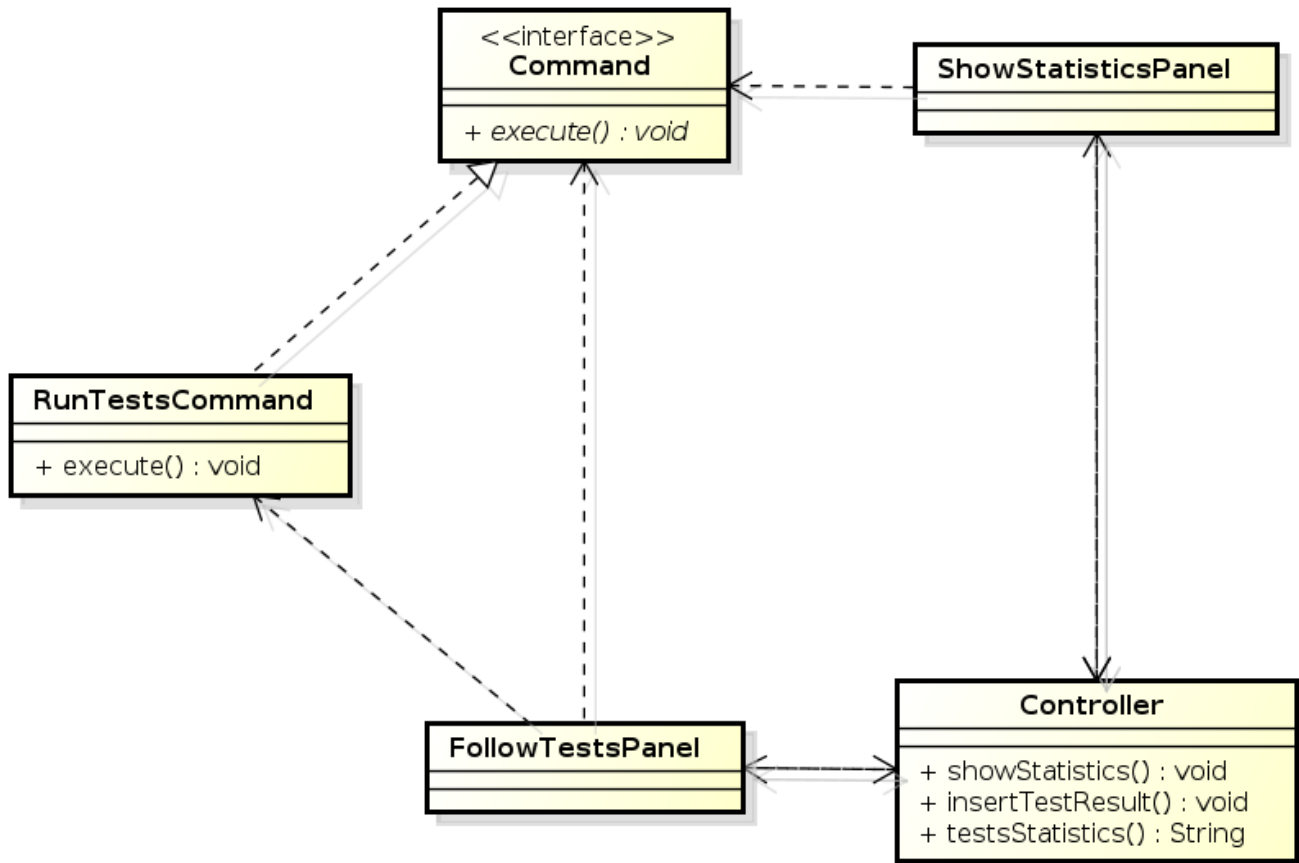 <<interface>>
Command
+ execute() : void
ShowStatisticsPanel
RunTestsCommand
+ execute() : void
FollowTestsPanel
Controller
+ showStatistics() : void
+ insertTestResult() : void
+ testsStatistics() : String